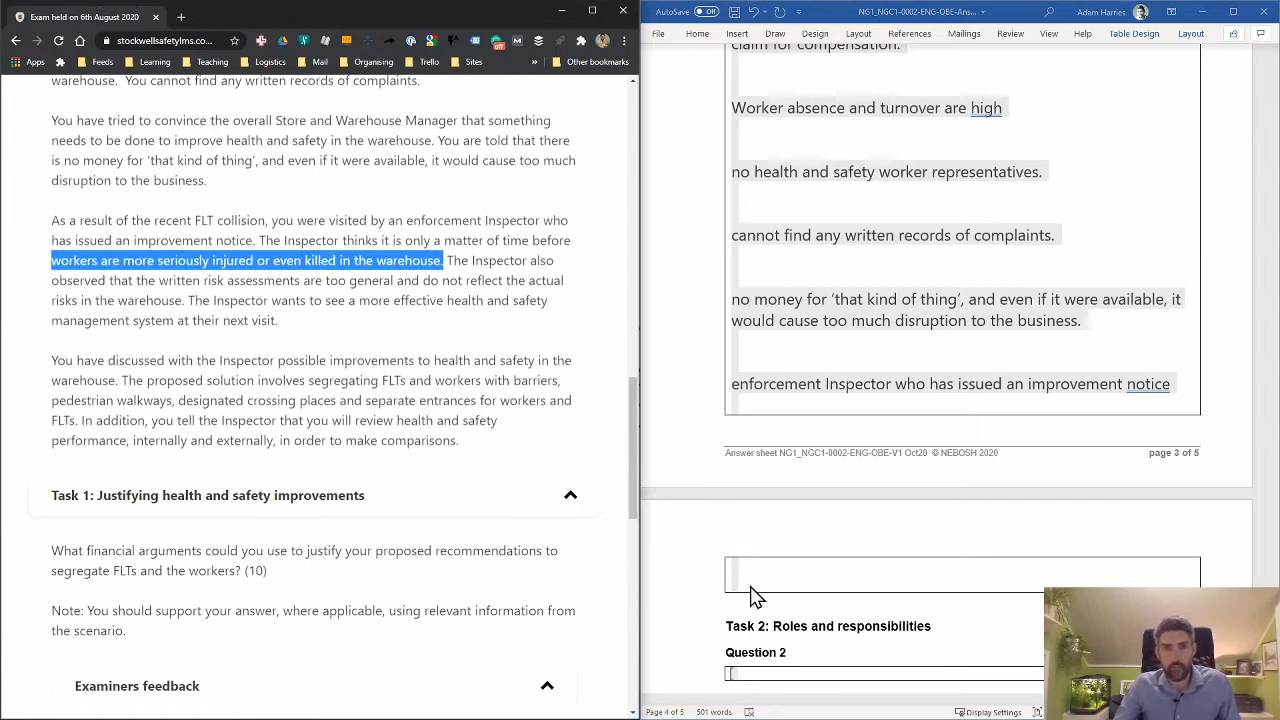 6am Exam held on 6th August 2020
stockwellsafetylms.co...
Apps
Feeds
Learning
Teaching
Logistics
Mail
Organising
Trello
Sites
»
Other bookmarks
warehouse. You cannot find any written records of complaints.
You have tried to convince the overall Store and Warehouse Manager that something
needs to be done to improve health and safety in the warehouse. You are told that there
is no money for ‘that kind of thing’, and even if it were available, it would cause too much
disruption to the business.
As a result of the recent FLT collision, you were visited by an enforcement Inspector who
has issued an improvement notice. The Inspector thinks it is only a matter of time before
workers are more seriously injured or even killed in the warehouse. The Inspector also
observed that the written risk assessments are too general and do not reflect the actual
risks in the warehouse. The Inspector wants to see a more effective health and safety
management system at their next visit.
You have discussed with the Inspector possible improvements to health and safety in the
warehouse. The proposed solution involves segregating FLTs and workers with barriers,
pedestrian walkways, designated crossing places and separate entrances for workers and
FLTs. In addition, you tell the Inspector that you will review health and safety
performance, internally and externally, in order to make comparisons.
Task 1: Justifying health and safety improvements
What financial arguments could you use to justify your proposed recommendations to
segregate FLTs and the workers? (10)
Note: You should support your answer, where applicable, using relevant information from
the scenario.
Examiners feedback
AutoSave Off
NG1_NGC1-0002-ENG-OBE-Ans...
Adam Harries
File
Home
Insert
Draw
Design
Layout
References
Mailings
Review
View
Help
Table Design
Layout
claim for compensation.
Worker absence and turnover are high
no health and safety worker representatives.
cannot find any written records of complaints.
no money for ‘that kind of thing’, and even if it were available, it
would cause too much disruption to the business.
enforcement Inspector who has issued an improvement notice
Answer sheet NG1_NGC1-0002-ENG-OBE-V1 Oct20 © NEBOSH 2020
page 3 of 5
Task 2: Roles and responsibilities
Question 2
Page 4 of 5
501 words
Display Settings